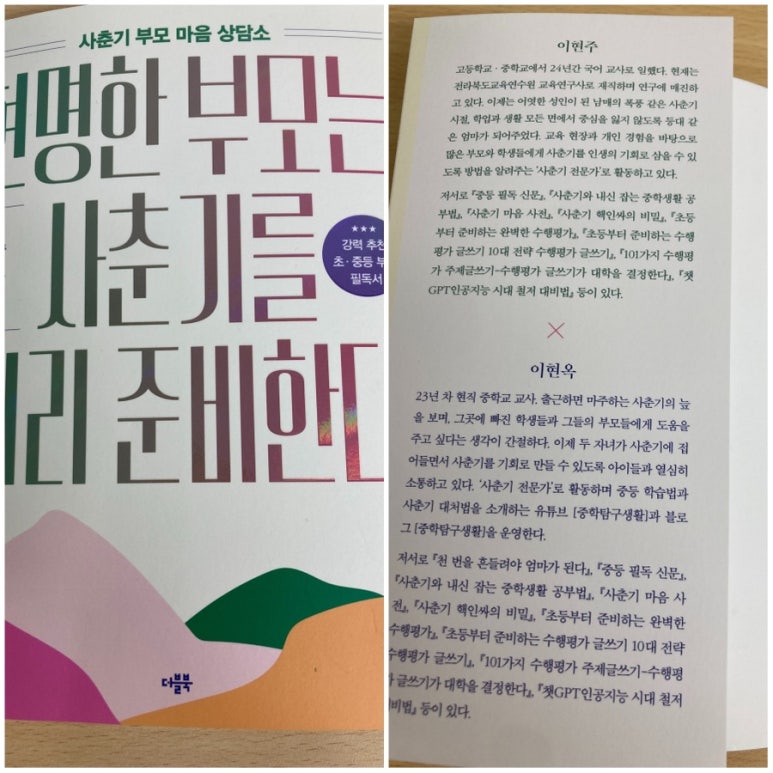 사춘기 부모 마음 상담소
현명한 부모는
사춘기를
미리 준비한다
★★★
강력 추천
초·중등 부
필독서
더블북
이현주
고등학교·중학교에서 24년간 국어 교사로 일했다. 현재는
전라북도교육연수원 교육연구사로 재직하며 연구에 매진하
고 있다. 이제는 어엿한 성인이 된 남매의 폭풍 같은 사춘기
시절, 학업과 생활 모든 면에서 중심을 잃지 않도록 등대 같
은 엄마가 되어주었다. 교육 현장과 개인 경험을 바탕으로
많은 부모와 학생들에게 사춘기를 인생의 기회로 삼을 수 있
도록 방법을 알려주는 '사춘기 전문가'로 활동하고 있다.
저서로 『중등 필독 신문』, 『사춘기와 내신 잡는 중학생활 공
부법』, 『사춘기 마음 사전』, 『사춘기 핵인싸의 비밀』, 『초등
부터 준비하는 완벽한 수행평가』, 『초등부터 준비하는 수행
평가 글쓰기 10대 전략 수행평가 글쓰기』, 『101가지 수행평
가 주제글쓰기-수행평가 글쓰기가 대학을 결정한다』, 『챗
GPT인공지능 시대 철저 대비법』 등이 있다.
이현옥
23년 차 현직 중학교 교사. 출근하면 마주하는 사춘기의 늪
을 보며, 그곳에 빠진 학생들과 그들의 부모들에게 도움을
주고 싶다는 생각이 간절하다. 이제 두 자녀가 사춘기에 접
어들면서 사춘기를 기회로 만들 수 있도록 아이들과 열심히
소통하고 있다. '사춘기 전문가'로 활동하며 중등 학습법과
사춘기 대처법을 소개하는 유튜브 [중학탐구생활]과 블로
그 [중학탐구생활]을 운영한다.
저서로 『천 번을 흔들려야 엄마가 된다』, 『중등 필독 신문』,
『사춘기와 내신 잡는 중학생활 공부법』, 『사춘기 마음 사
전』, 『사춘기 핵인싸의 비밀』, 『초등부터 준비하는 완벽한
수행평가』, 『초등부터 준비하는 수행평가 글쓰기 10대 전략
수행평가 글쓰기』, 『101가지 수행평가 주제글쓰기-수행평
가 글쓰기가 대학을 결정한다』, 『챗GPT인공지능 시대 철저
대비법』 등이 있다.